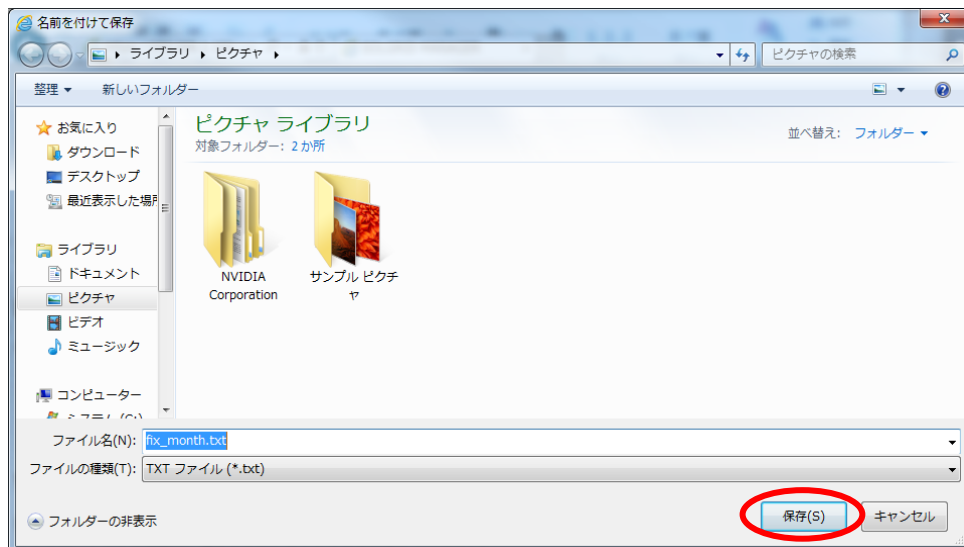 名前を付けて保存
ライブラリ ピクチャ
ピクチャの検索
整理 新しいフォルダー
お気に入り
ダウンロード
デスクトップ
最近表示した場所
ライブラリ
ドキュメント
ピクチャ
ビデオ
ミュージック
コンピューター
ピクチャ ライブラリ
対象フォルダー: 2 か所
並べ替え: フォルダー
NVIDIA
Corporation
サンプル ピクチ
ャ
ファイル名(N): fix_month.txt
ファイルの種類(T): TXT ファイル (*.txt)
フォルダーの非表示
保存(S) キャンセル